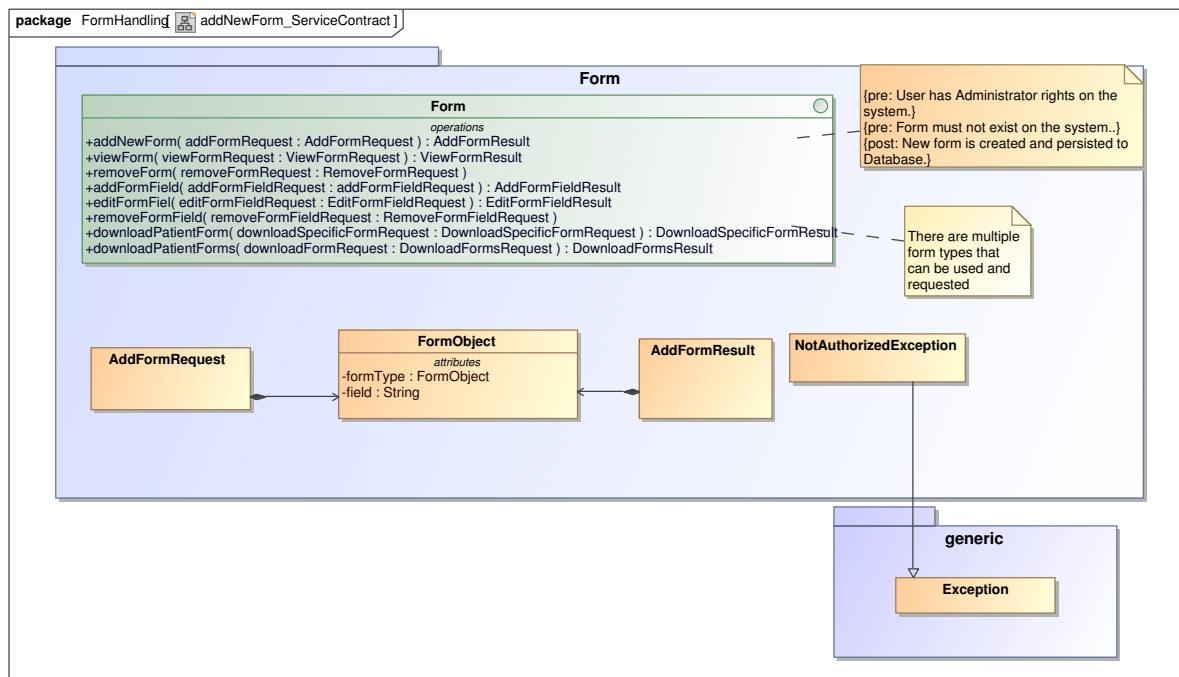 package FormHandling[ addNewForm_ServiceContract ]
Form
Form
operations
+addNewForm( addFormRequest : AddFormRequest ) : AddFormResult
+viewForm( viewFormRequest : ViewFormRequest ) : ViewFormResult
+removeForm( removeFormRequest : RemoveFormRequest )
+addFormField( addFormFieldRequest : addFormFieldRequest ) : AddFormFieldResult
+editFormFiel( editFormFieldRequest : EditFormFieldRequest ) : EditFormFieldResult
+removeFormField( removeFormFieldRequest : RemoveFormFieldRequest )
+downloadPatientForm( downloadSpecificFormRequest : DownloadSpecificFormRequest ) : DownloadSpecificFormResult
+downloadPatientForms( downloadFormRequest : DownloadFormsRequest ) : DownloadFormsResult
{pre: User has Administrator rights on the
system.}
{pre: Form must not exist on the system..}
{post: New form is created and persisted to
Database.}
There are multiple
form types that
can be used and
requested
AddFormRequest
FormObject
attributes
-formType : FormObject
-field : String
AddFormResult
NotAuthorizedException
generic
Exception